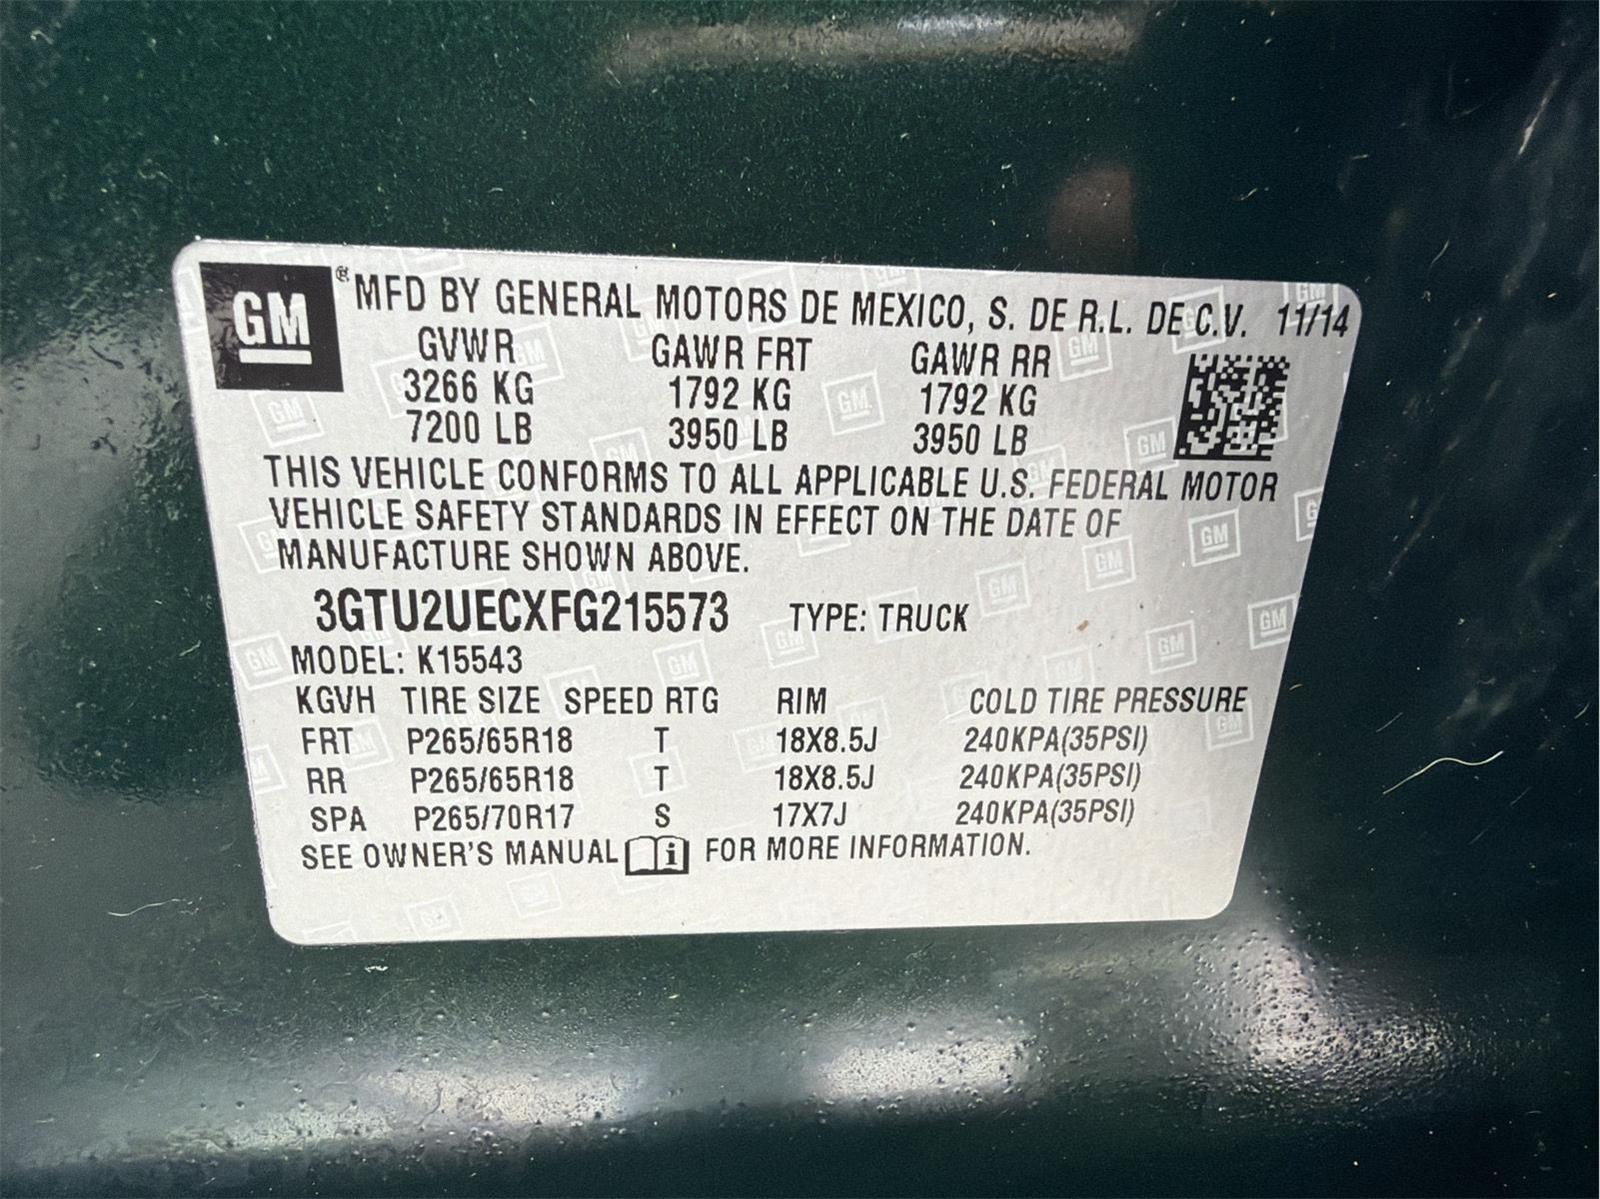 GM ® MFD BY GENERAL MOTORS DE MEXICO, S. DE R.L. DE C.V. 11/14
GVWR GAWR FRT GAWR RR
3266 KG 1792 KG 1792 KG
7200 LB 3950 LB 3950 LB
THIS VEHICLE CONFORMS TO ALL APPLICABLE U.S. FEDERAL MOTOR
VEHICLE SAFETY STANDARDS IN EFFECT ON THE DATE OF
MANUFACTURE SHOWN ABOVE.
3GTU2UECXFG215573 TYPE: TRUCK
MODEL: K15543
KGVH TIRE SIZE SPEED RTG RIM COLD TIRE PRESSURE
FRT P265/65R18 T 18X8.5J 240KPA(35PSI)
RR P265/65R18 T 18X8.5J 240KPA(35PSI)
SPA P265/70R17 S 17X7J 240KPA(35PSI)
SEE OWNER'S MANUAL i FOR MORE INFORMATION.